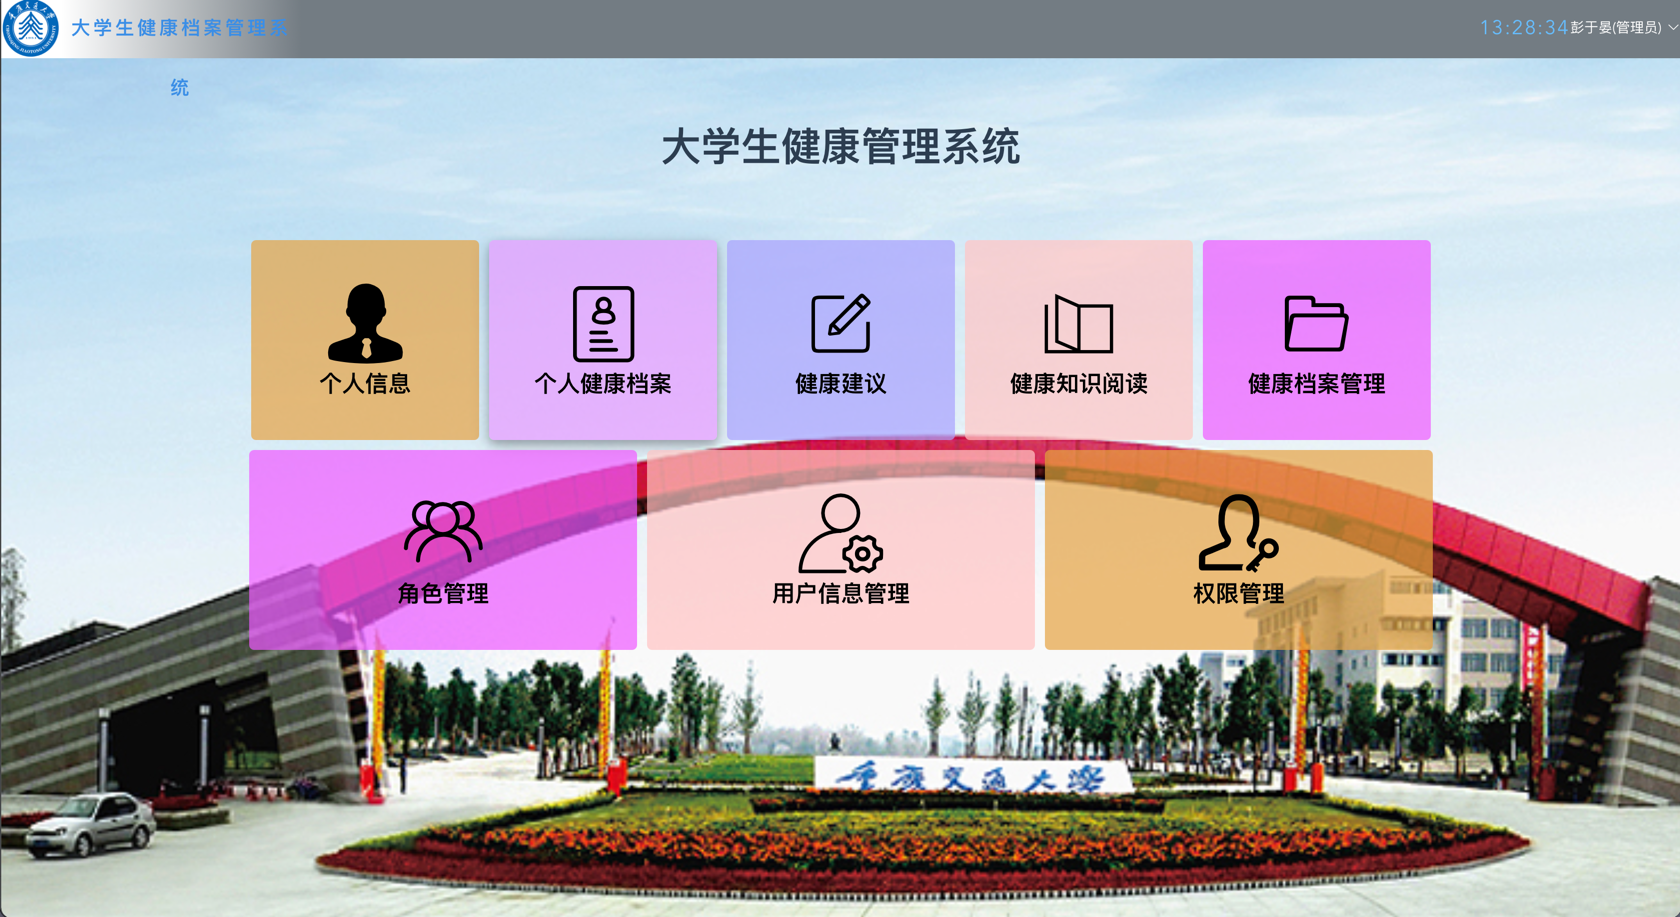 大学生健康档案管理系
统
13:28:34 彭于晏(管理员)
大学生健康管理系统
个人信息
个人健康档案
健康建议
健康知识阅读
健康档案管理
角色管理
用户信息管理
权限管理
重庆交通大学